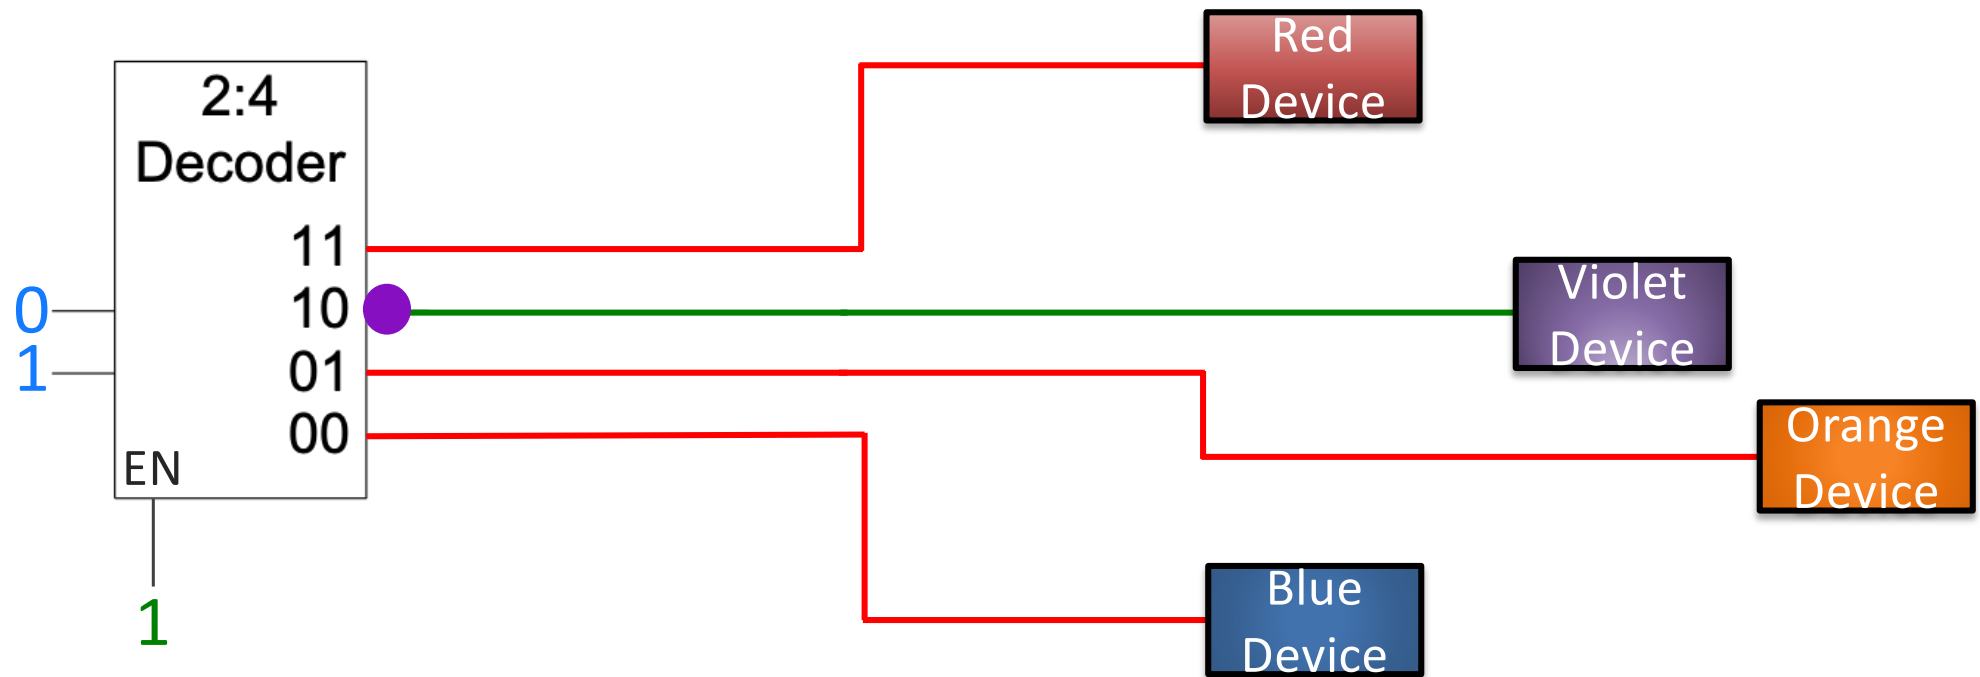 2:4
Decoder
11
10
01
00
EN
0
1
1
Red
Device
Violet
Device
Orange
Device
Blue
Device